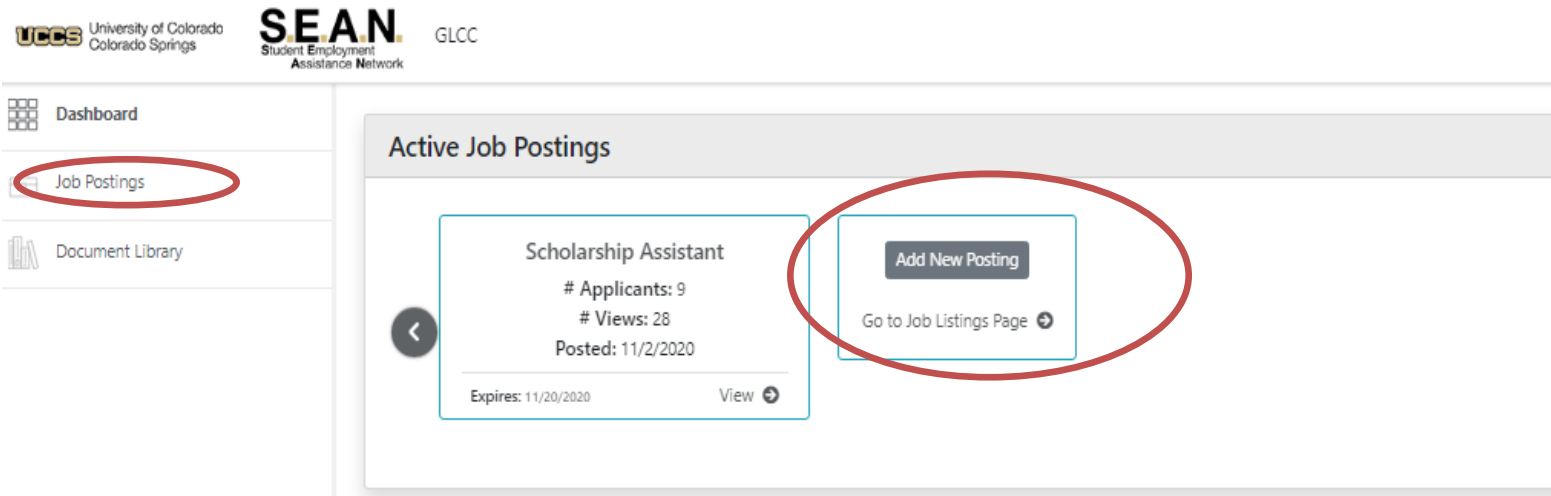 UCCS University of Colorado
Colorado Springs
S.E.A.N.
Student Employment
Assistance Network
GLCC
Dashboard
Job Postings
Document Library
Active Job Postings
Scholarship Assistant
# Applicants: 9
# Views: 28
Posted: 11/2/2020
Expires: 11/20/2020 View
Add New Posting
Go to Job Listings Page